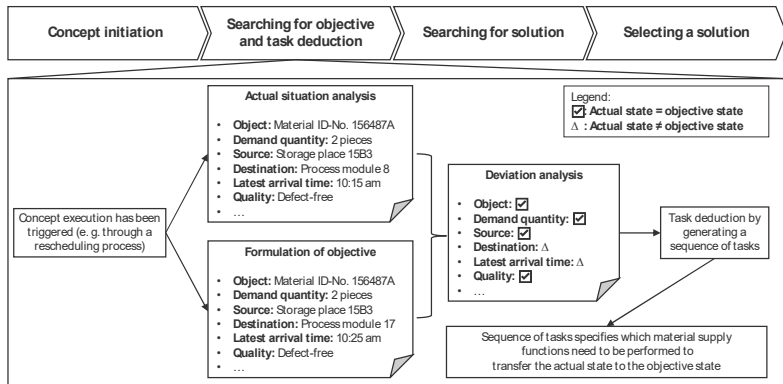 Concept initiation
Searching for objective
and task deduction
Searching for solution
Selecting a solution
Actual situation analysis
• Object: Material ID-No. 156487A
• Demand quantity: 2 pieces
• Source: Storage place 15B3
• Destination: Process module 8
• Latest arrival time: 10:15 am
• Quality: Defect-free
• ...
Legend:
☑: Actual state = objective state
Δ : Actual state ≠ objective state
Concept execution has been
triggered (e. g. through a
rescheduling process)
Formulation of objective
• Object: Material ID-No. 156487A
• Demand quantity: 2 pieces
• Source: Storage place 15B3
• Destination: Process module 17
• Latest arrival time: 10:25 am
• Quality: Defect-free
• ...
Deviation analysis
• Object: ☑
• Demand quantity: ☑
• Source: ☑
• Destination: Δ
• Latest arrival time: Δ
• Quality: ☑
• ...
Task deduction by
generating a
sequence of tasks
Sequence of tasks specifies which material supply
functions need to be performed to
transfer the actual state to the objective state